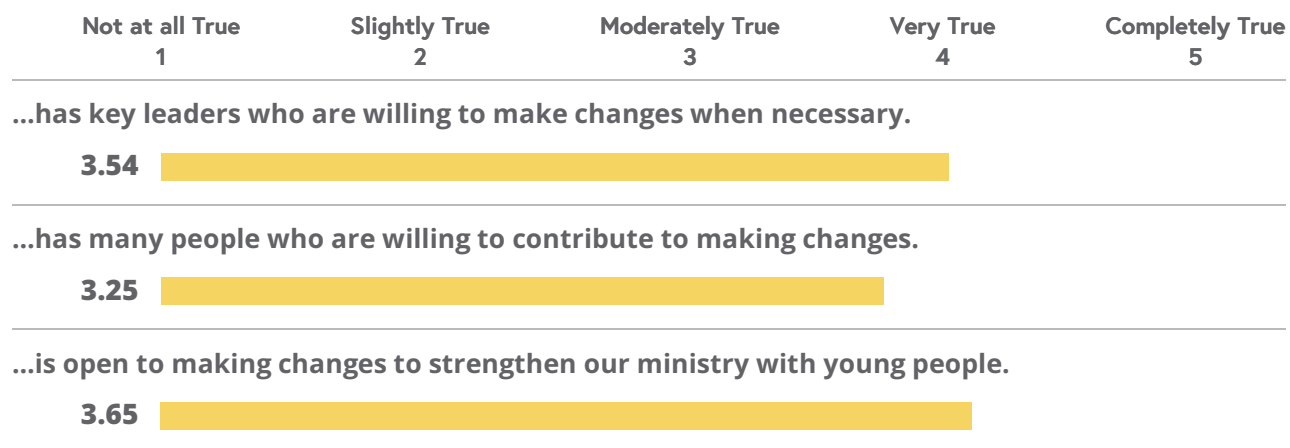 Not at all True Slightly True Moderately True Very True Completely True
1 2 3 4 5
...has key leaders who are willing to make changes when necessary.
3.54
...has many people who are willing to contribute to making changes.
3.25
...is open to making changes to strengthen our ministry with young people.
3.65